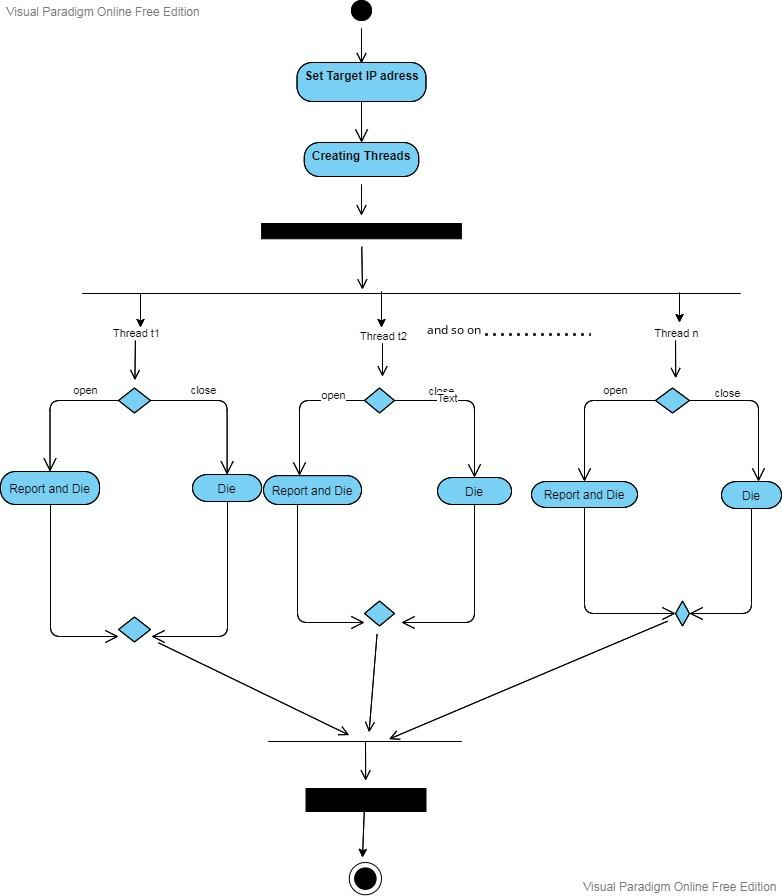 Visual Paradigm Online Free Edition
Set Target IP adress
Creating Threads
Thread t1
Thread t2
and so on
Thread n
open
close
open
close
Text
open
close
Report and Die
Die
Report and Die
Die
Report and Die
Die
Visual Paradigm Online Free Edition